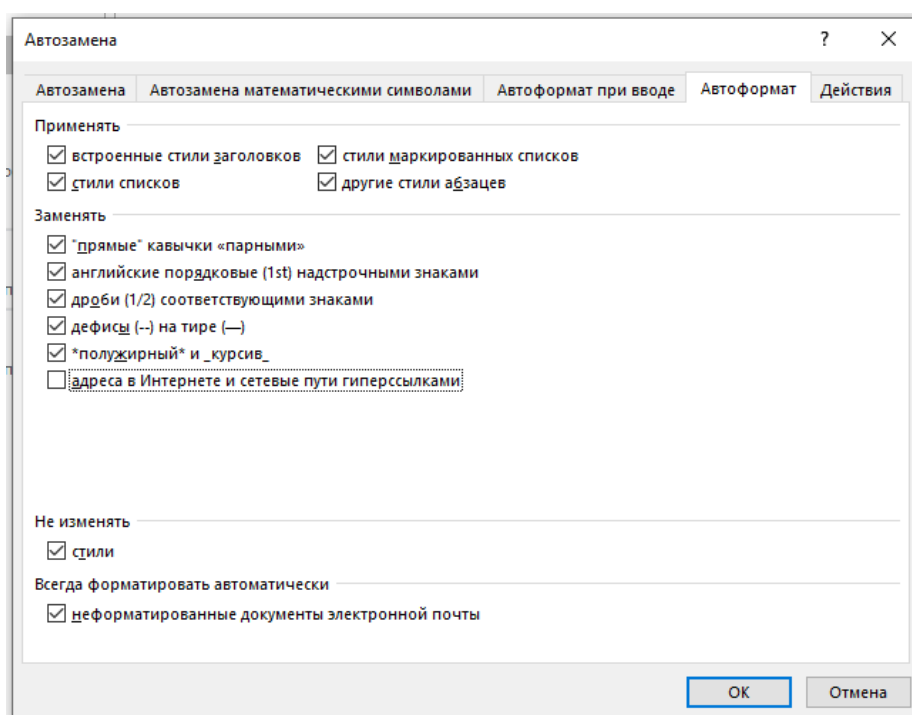 Автозамена ?
Автозамена Автозамена математическими символами Автоформат при вводе Автоформат Действия
Применять
встроенные стили заголовков стили маркированных списков
стили списков другие стили абзацев
Заменять
"прямые" кавычки «парными»
английские порядковые (1st) надстрочными знаками
дроби (1/2) соответствующими знаками
дефисы (--) на тире (—)
*полужирный* и _курсив_
адреса в Интернете и сетевые пути гиперссылками
Не изменять
стили
Всегда форматировать автоматически
неформатированные документы электронной почты
ОК Отмена